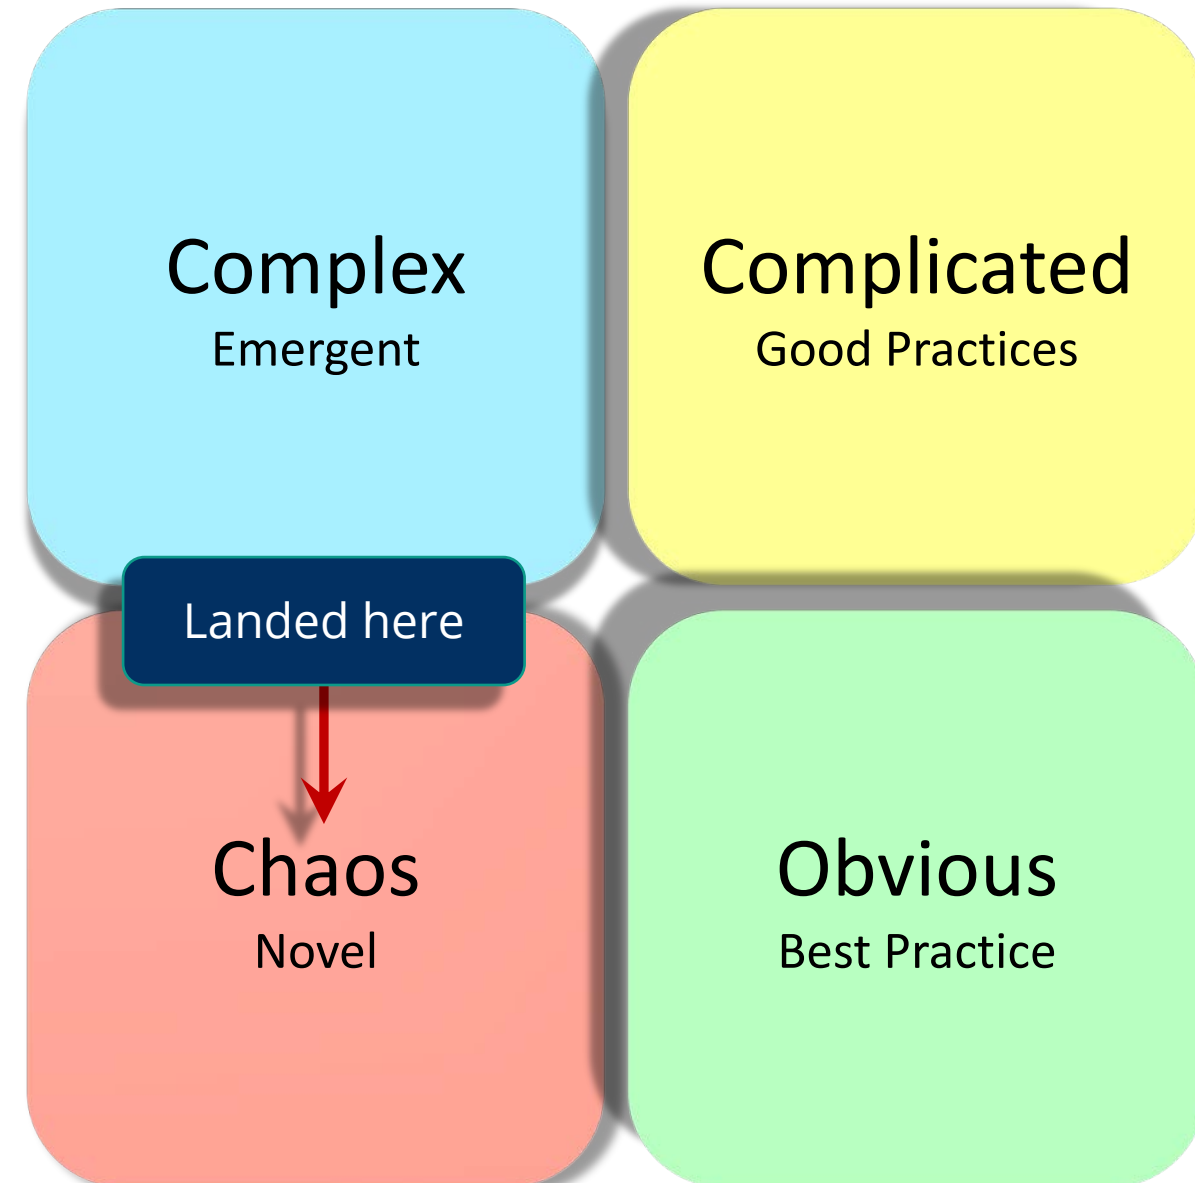 Complex
Emergent
Complicated
Good Practices
Landed here
Chaos
Novel
Obvious
Best Practice